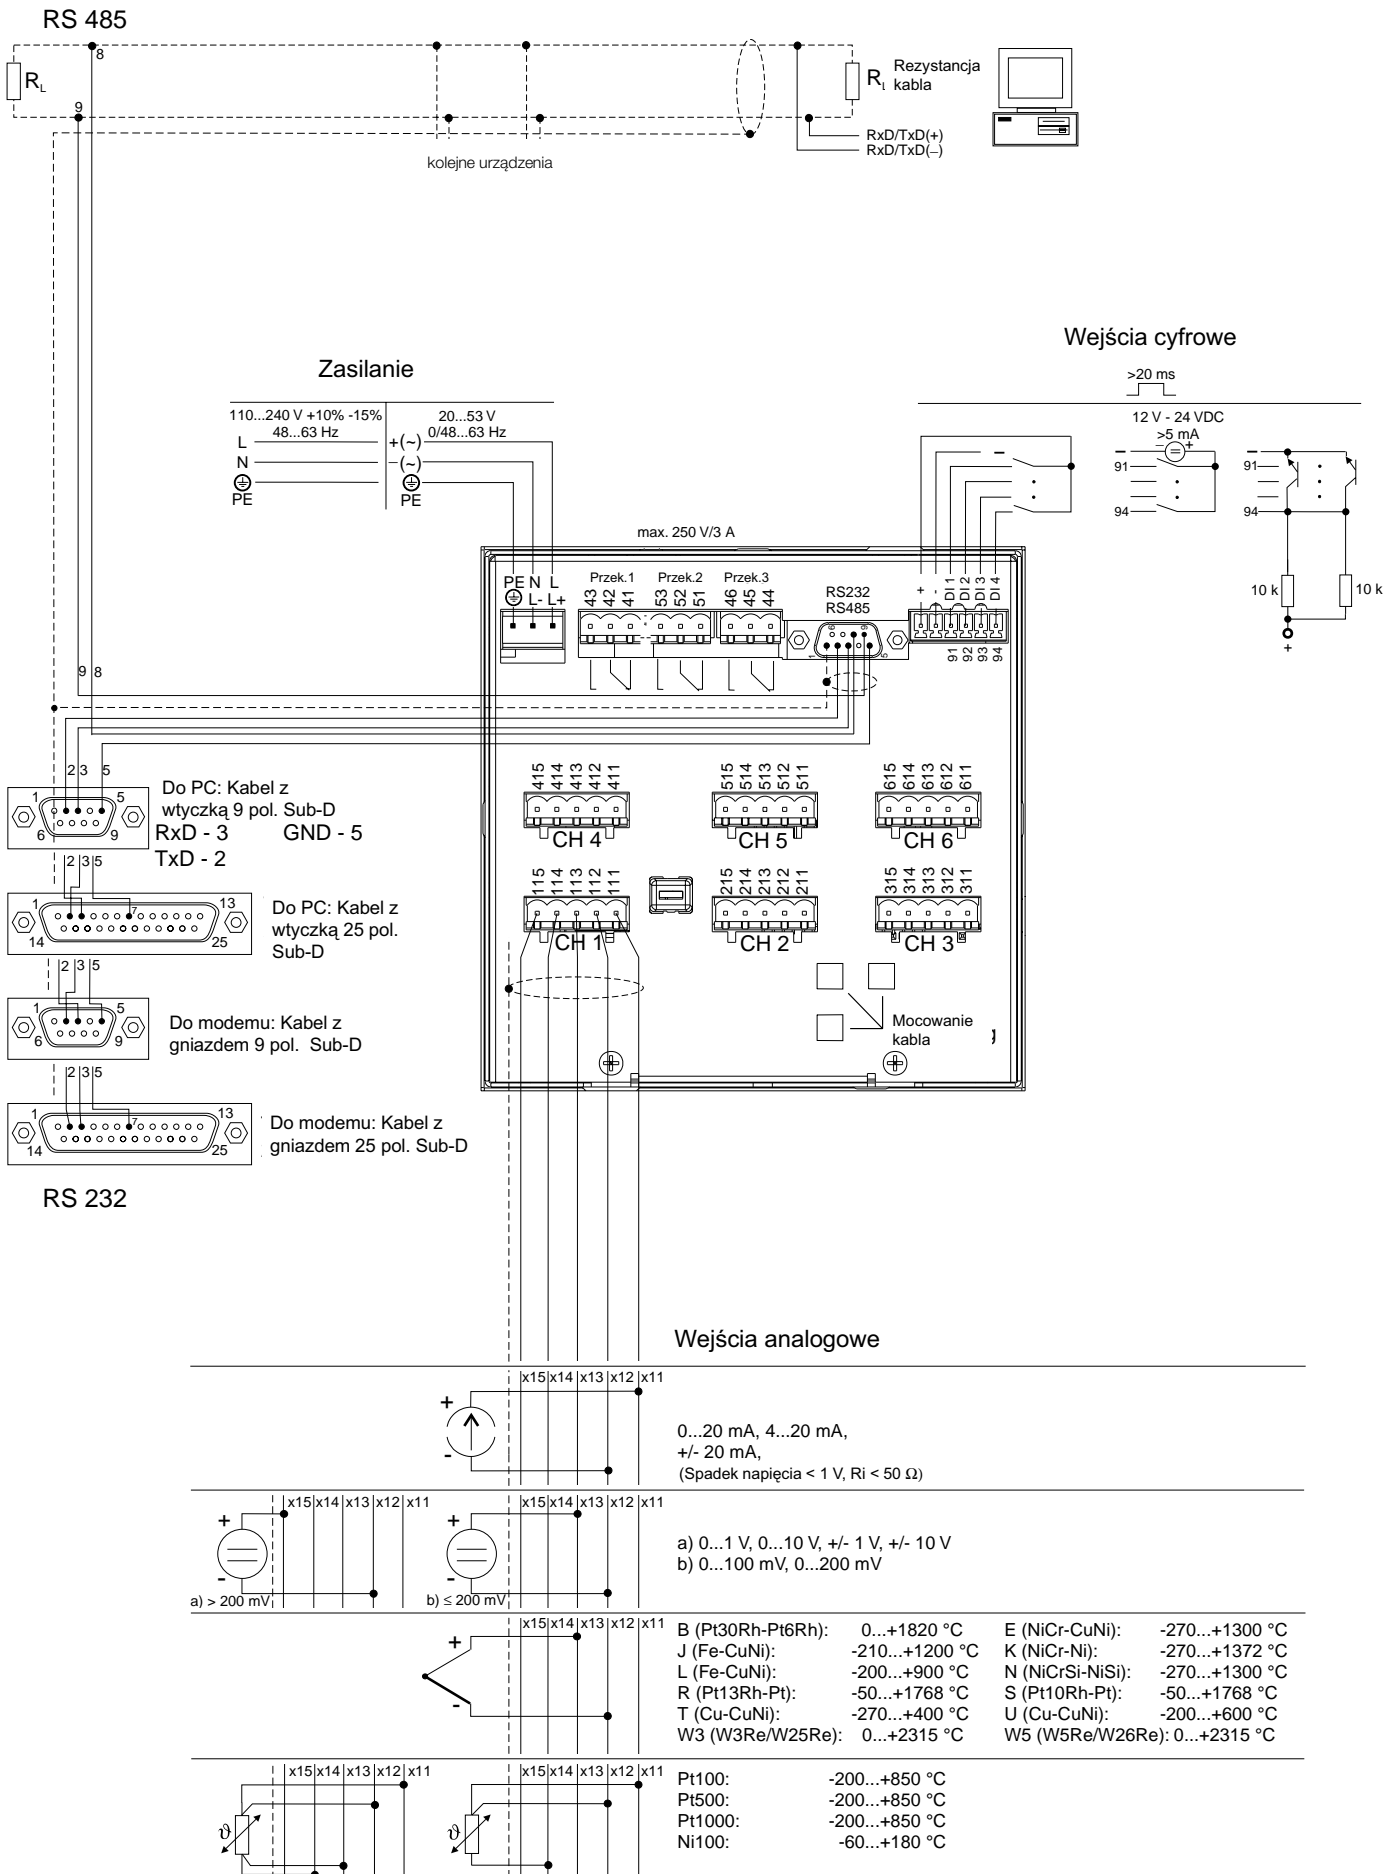 RS 485
8
R L
R L
Rezystancja
kabla
9
RxD/TxD(+)
RxD/TxD(–)
kolejne urządzenia
Wejścia cyfrowe
>20 ms
Zasilanie
110...240 V +10% -15%
48...63 Hz
20...53 V
0/48...63 Hz
L
+(~)
N
–(~)
PE
PE
12 V - 24 VDC
>5 mA
– +
–
–
–
91
91
94
94
10 k
10 k
+
max. 250 V/3 A
PE N L
L- L+
Przek.1
Przek.2
Przek.3
43 42 41
53 52 51
46 45 44
RS232
RS485
6 9
1 5
+ - DI 1 DI 2 DI 3 DI 4
91 92 93 94
9 8
2 3 5
1 5
6 9
Do PC: Kabel z
wtyczką 9 pol. Sub-D
RxD - 3 GND - 5
TxD - 2
2 3 5
1 13
7
14 25
Do PC: Kabel z
wtyczką 25 pol.
Sub-D
2 3 5
1 5
6 9
Do modemu: Kabel z
gniazdem 9 pol. Sub-D
2 3 5
1 13
7
14 25
Do modemu: Kabel z
gniazdem 25 pol. Sub-D
RS 232
415 414 413 412 411
CH 4
515 514 513 512 511
CH 5
615 614 613 612 611
CH 6
115 114 113 112 111
CH 1
215 214 213 212 211
CH 2
315 314 313 312 311
CH 3
Mocowanie
kabla
Wejścia analogowe
x15 x14 x13 x12 x11
+
-
0...20 mA, 4...20 mA,
+/- 20 mA,
(Spadek napięcia < 1 V, Ri < 50 Ω)
x15 x14 x13 x12 x11
+
-
a) > 200 mV
x15 x14 x13 x12 x11
+
-
b) ≤ 200 mV
a) 0...1 V, 0...10 V, +/- 1 V, +/- 10 V
b) 0...100 mV, 0...200 mV
x15 x14 x13 x12 x11
+
-
B (Pt30Rh-Pt6Rh): 0...+1820 °C E (NiCr-CuNi): -270...+1300 °C
J (Fe-CuNi): -210...+1200 °C K (NiCr-Ni): -270...+1372 °C
L (Fe-CuNi): -200...+900 °C N (NiCrSi-NiSi): -270...+1300 °C
R (Pt13Rh-Pt): -50...+1768 °C S (Pt10Rh-Pt): -50...+1768 °C
T (Cu-CuNi): -270...+400 °C U (Cu-CuNi): -200...+600 °C
W3 (W3Re/W25Re): 0...+2315 °C W5 (W5Re/W26Re): 0...+2315 °C
x15 x14 x13 x12 x11
ϑ
x15 x14 x13 x12 x11
ϑ
Pt100: -200...+850 °C
Pt500: -200...+850 °C
Pt1000: -200...+850 °C
Ni100: -60...+180 °C